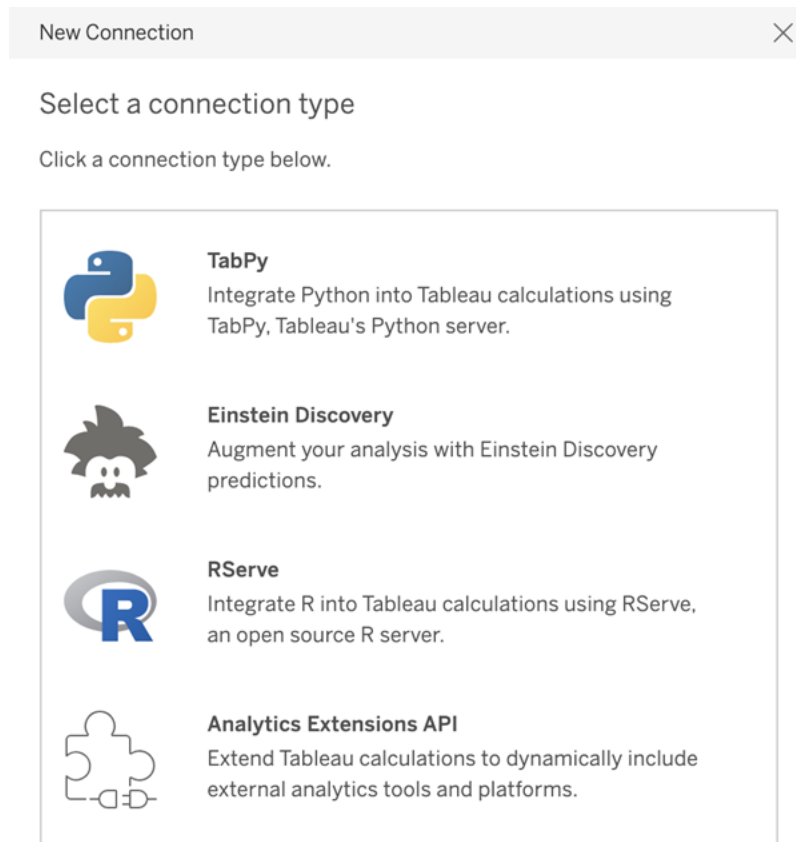 New Connection
Select a connection type
Click a connection type below.
TabPy
Integrate Python into Tableau calculations using
TabPy, Tableau's Python server.
Einstein Discovery
Augment your analysis with Einstein Discovery
predictions.
R
RServe
Integrate R into Tableau calculations using RServe,
an open source R server.
Analytics Extensions API
Extend Tableau calculations to dynamically include
external analytics tools and platforms.